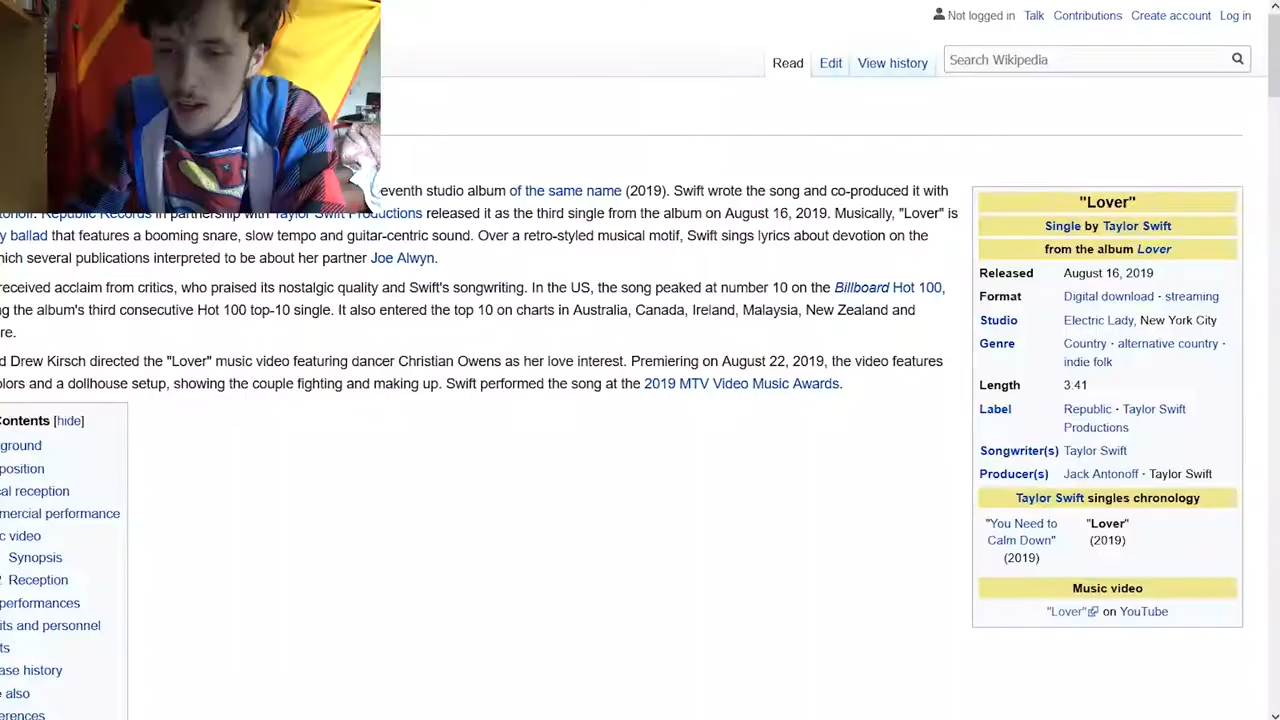 Not logged in Talk Contributions Create account Log in
Read Edit View history Search Wikipedia
eventh studio album of the same name (2019). Swift wrote the song and co-produced it with
Republic Records in partnership with Taylor Swift Productions released it as the third single from the album on August 16, 2019. Musically, "Lover" is
y ballad that features a booming snare, slow tempo and guitar-centric sound. Over a retro-styled musical motif, Swift sings lyrics about devotion on the
hich several publications interpreted to be about her partner Joe Alwyn.
received acclaim from critics, who praised its nostalgic quality and Swift's songwriting. In the US, the song peaked at number 10 on the Billboard Hot 100,
g the album's third consecutive Hot 100 top-10 single. It also entered the top 10 on charts in Australia, Canada, Ireland, Malaysia, New Zealand and
re.
d Drew Kirsch directed the "Lover" music video featuring dancer Christian Owens as her love interest. Premiering on August 22, 2019, the video features
olors and a dollhouse setup, showing the couple fighting and making up. Swift performed the song at the 2019 MTV Video Music Awards.
ontents [hide]
ground
position
cal reception
mercial performance
c video
Synopsis
Reception
performances
its and personnel
ts
ase history
also
erences
"Lover"
Single by Taylor Swift
from the album Lover
Released August 16, 2019
Format Digital download · streaming
Studio Electric Lady, New York City
Genre Country · alternative country ·
indie folk
Length 3:41
Label Republic · Taylor Swift
Productions
Songwriter(s) Taylor Swift
Producer(s) Jack Antonoff · Taylor Swift
Taylor Swift singles chronology
"You Need to "Lover"
Calm Down" (2019)
(2019)
Music video
"Lover" on YouTube